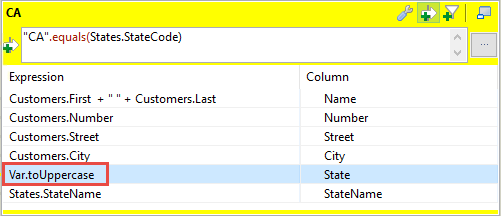 CA
"CA".equals(States.StateCode)
...
Expression Column
Customers.First + " " + Customers.Last Name
Customers.Number Number
Customers.Street Street
Customers.City City
Var.toUppercase State
States.StateName StateName